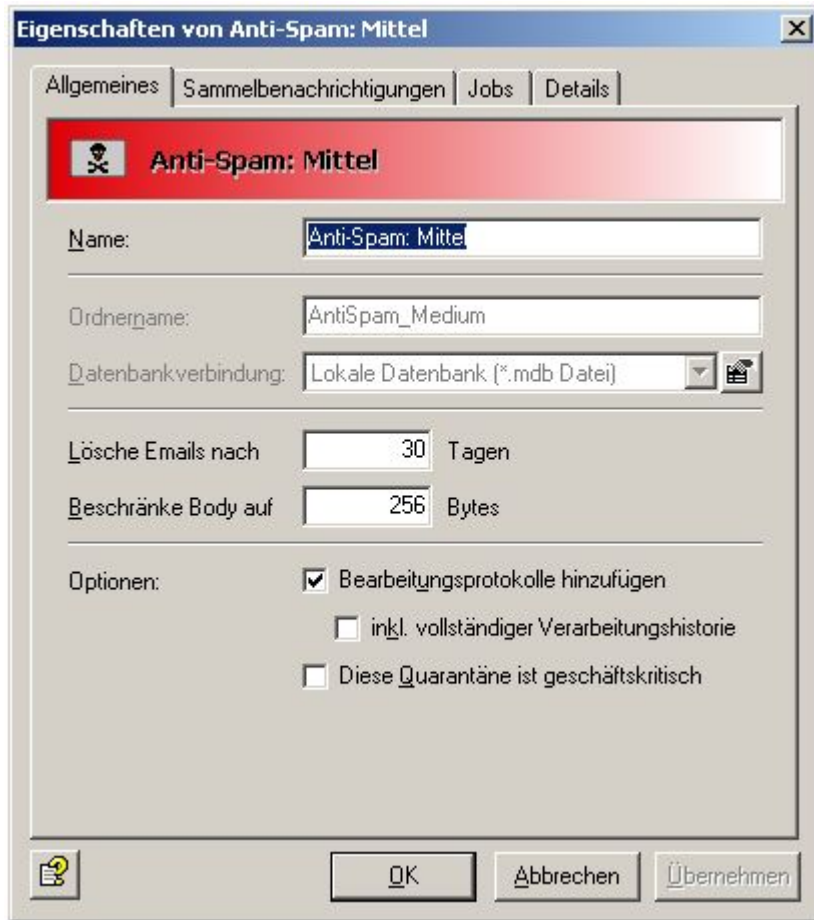 Eigenschaften von Anti-Spam: Mittel
Allgemeines Sammelbenachrichtigungen Jobs Details
Anti-Spam: Mittel
Name: Anti-Spam: Mittel
Ordnername: AntiSpam_Medium
Datenbankverbindung: Lokale Datenbank (*.mdb Datei)
Lösche Emails nach 30 Tagen
Beschränke Body auf 256 Bytes
Optionen: Bearbeitungsprotokolle hinzufügen
inkl. vollständiger Verarbeitungshistorie
Diese Quarantäne ist geschäftskritisch
OK Abbrechen Übernehmen